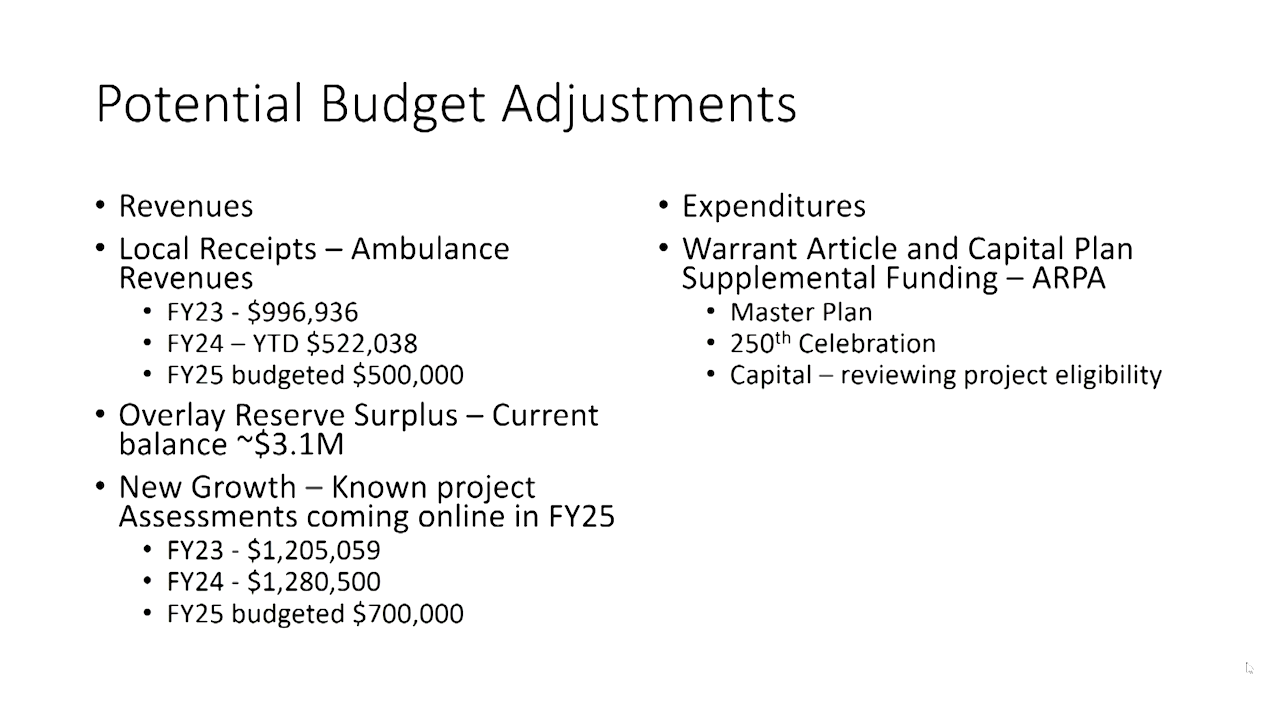 Potential Budget Adjustments
• Revenues
• Local Receipts – Ambulance
Revenues
• FY23 - $996,936
• FY24 – YTD $522,038
• FY25 budgeted $500,000
• Overlay Reserve Surplus – Current
balance ~$3.1M
• New Growth – Known project
Assessments coming online in FY25
• FY23 - $1,205,059
• FY24 - $1,280,500
• FY25 budgeted $700,000
• Expenditures
• Warrant Article and Capital Plan
Supplemental Funding – ARPA
• Master Plan
• 250th Celebration
• Capital – reviewing project eligibility